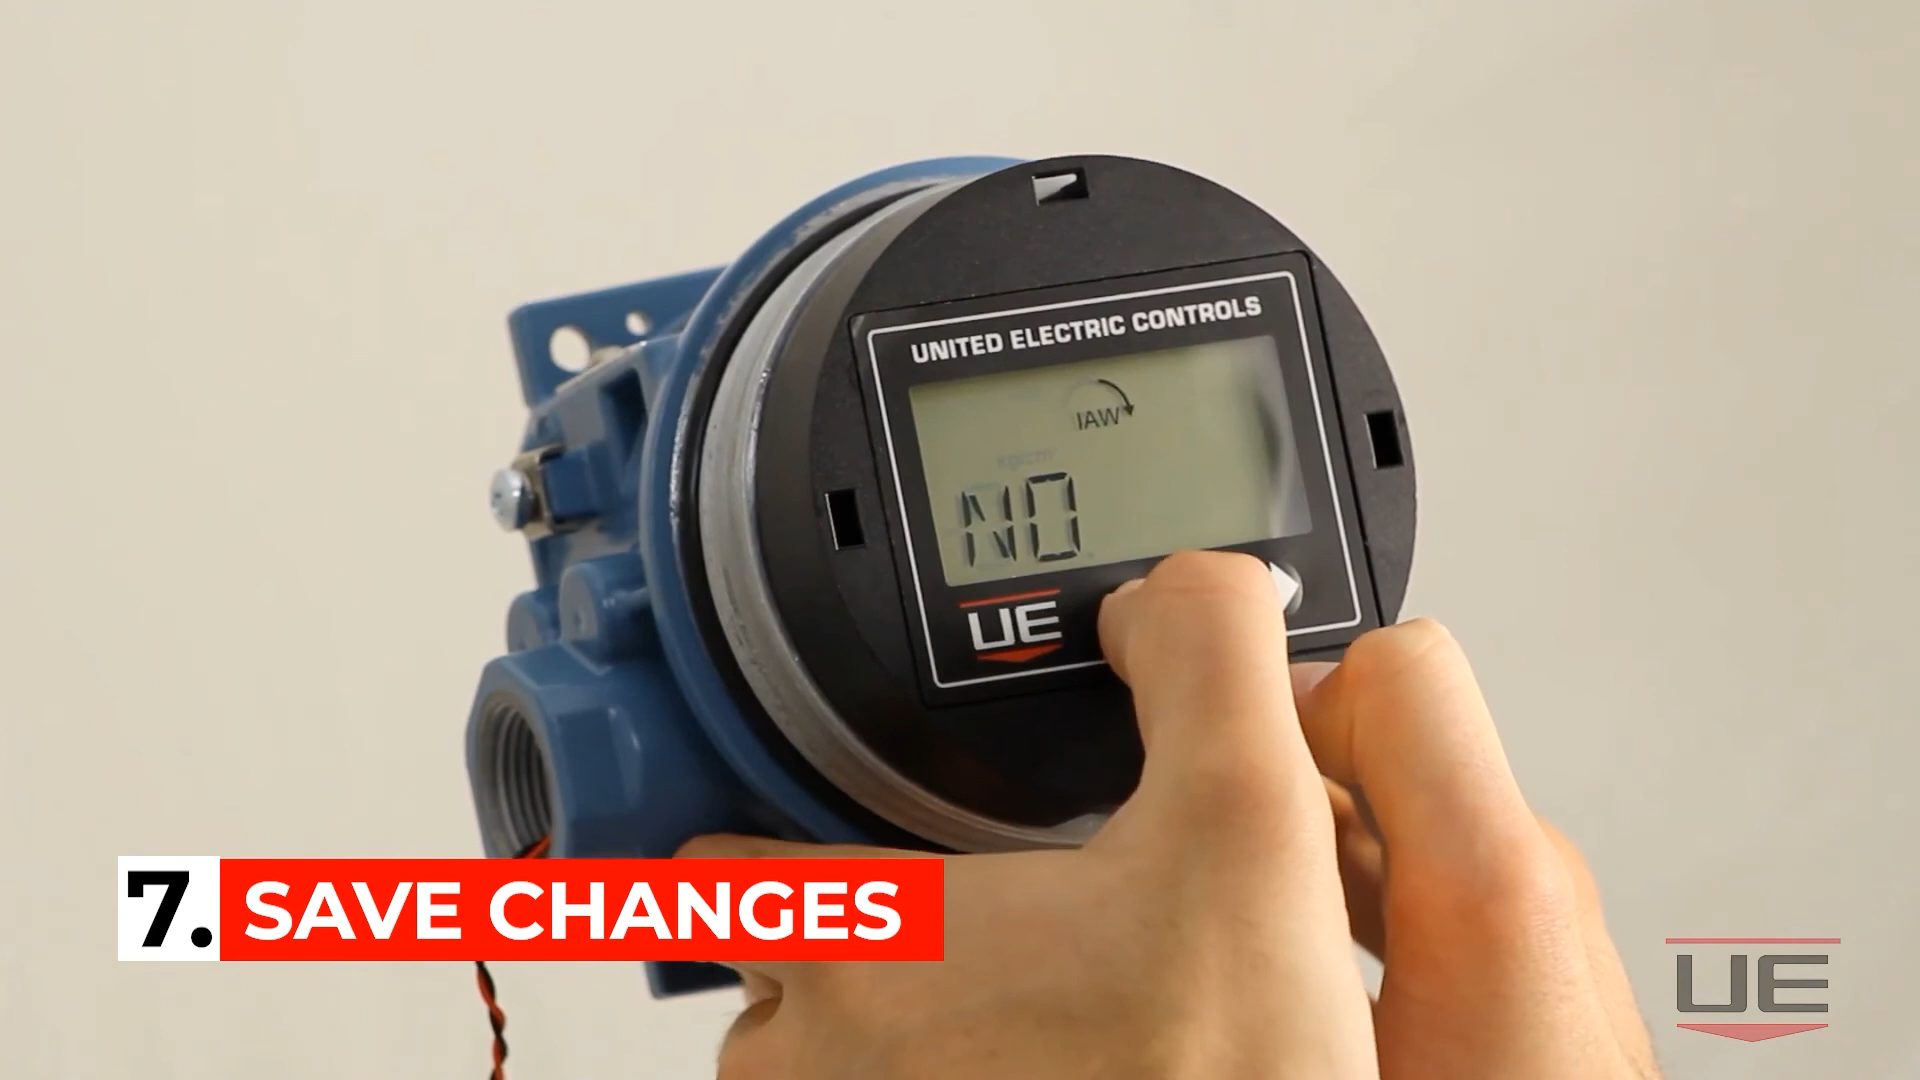 UNITED ELECTRIC CONTROLS
IAW
NO
UE
7. SAVE CHANGES
UE